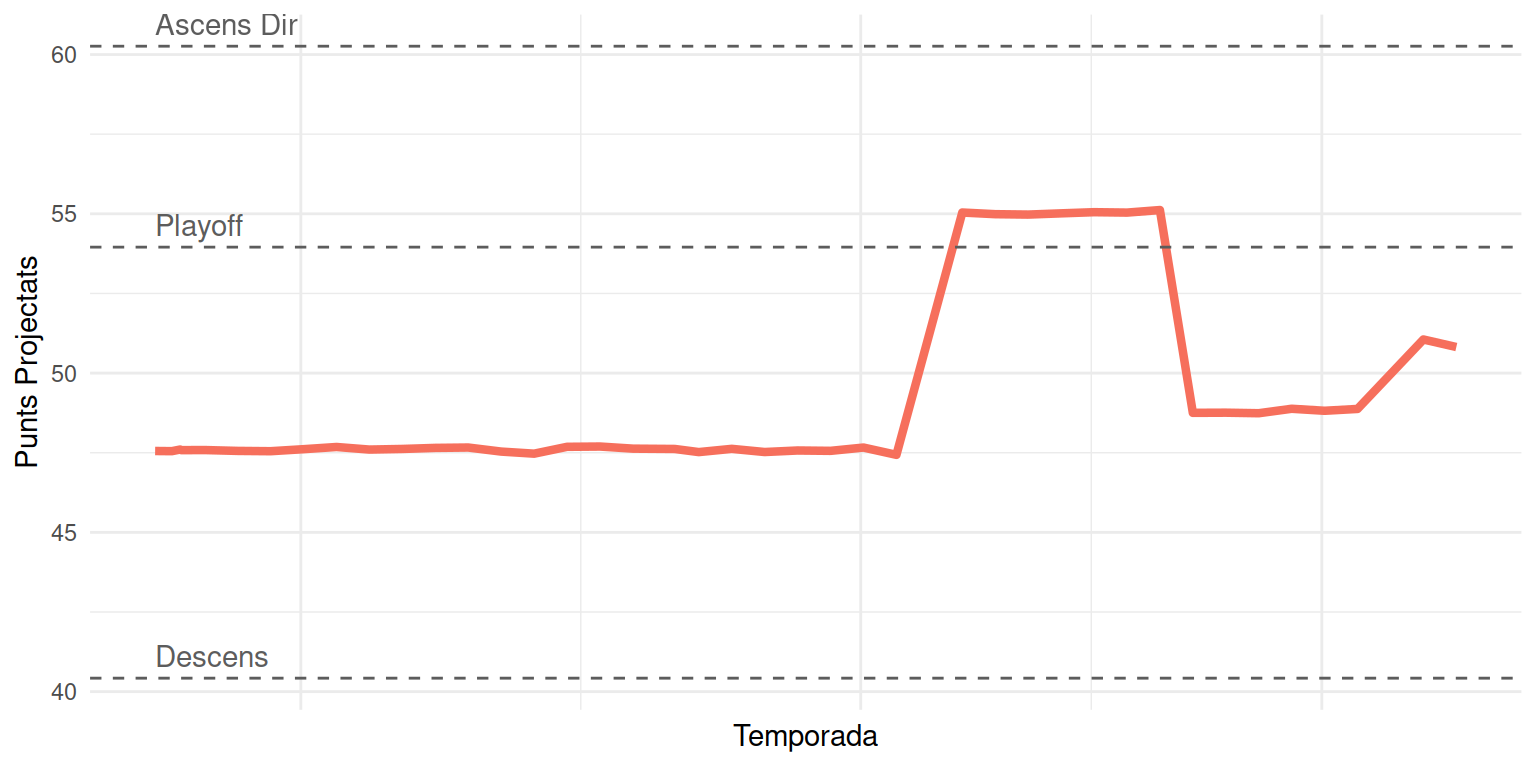 Ascens Dir
60
55
Playoff
Punts Projectats
50
45
Descens
40
Temporada